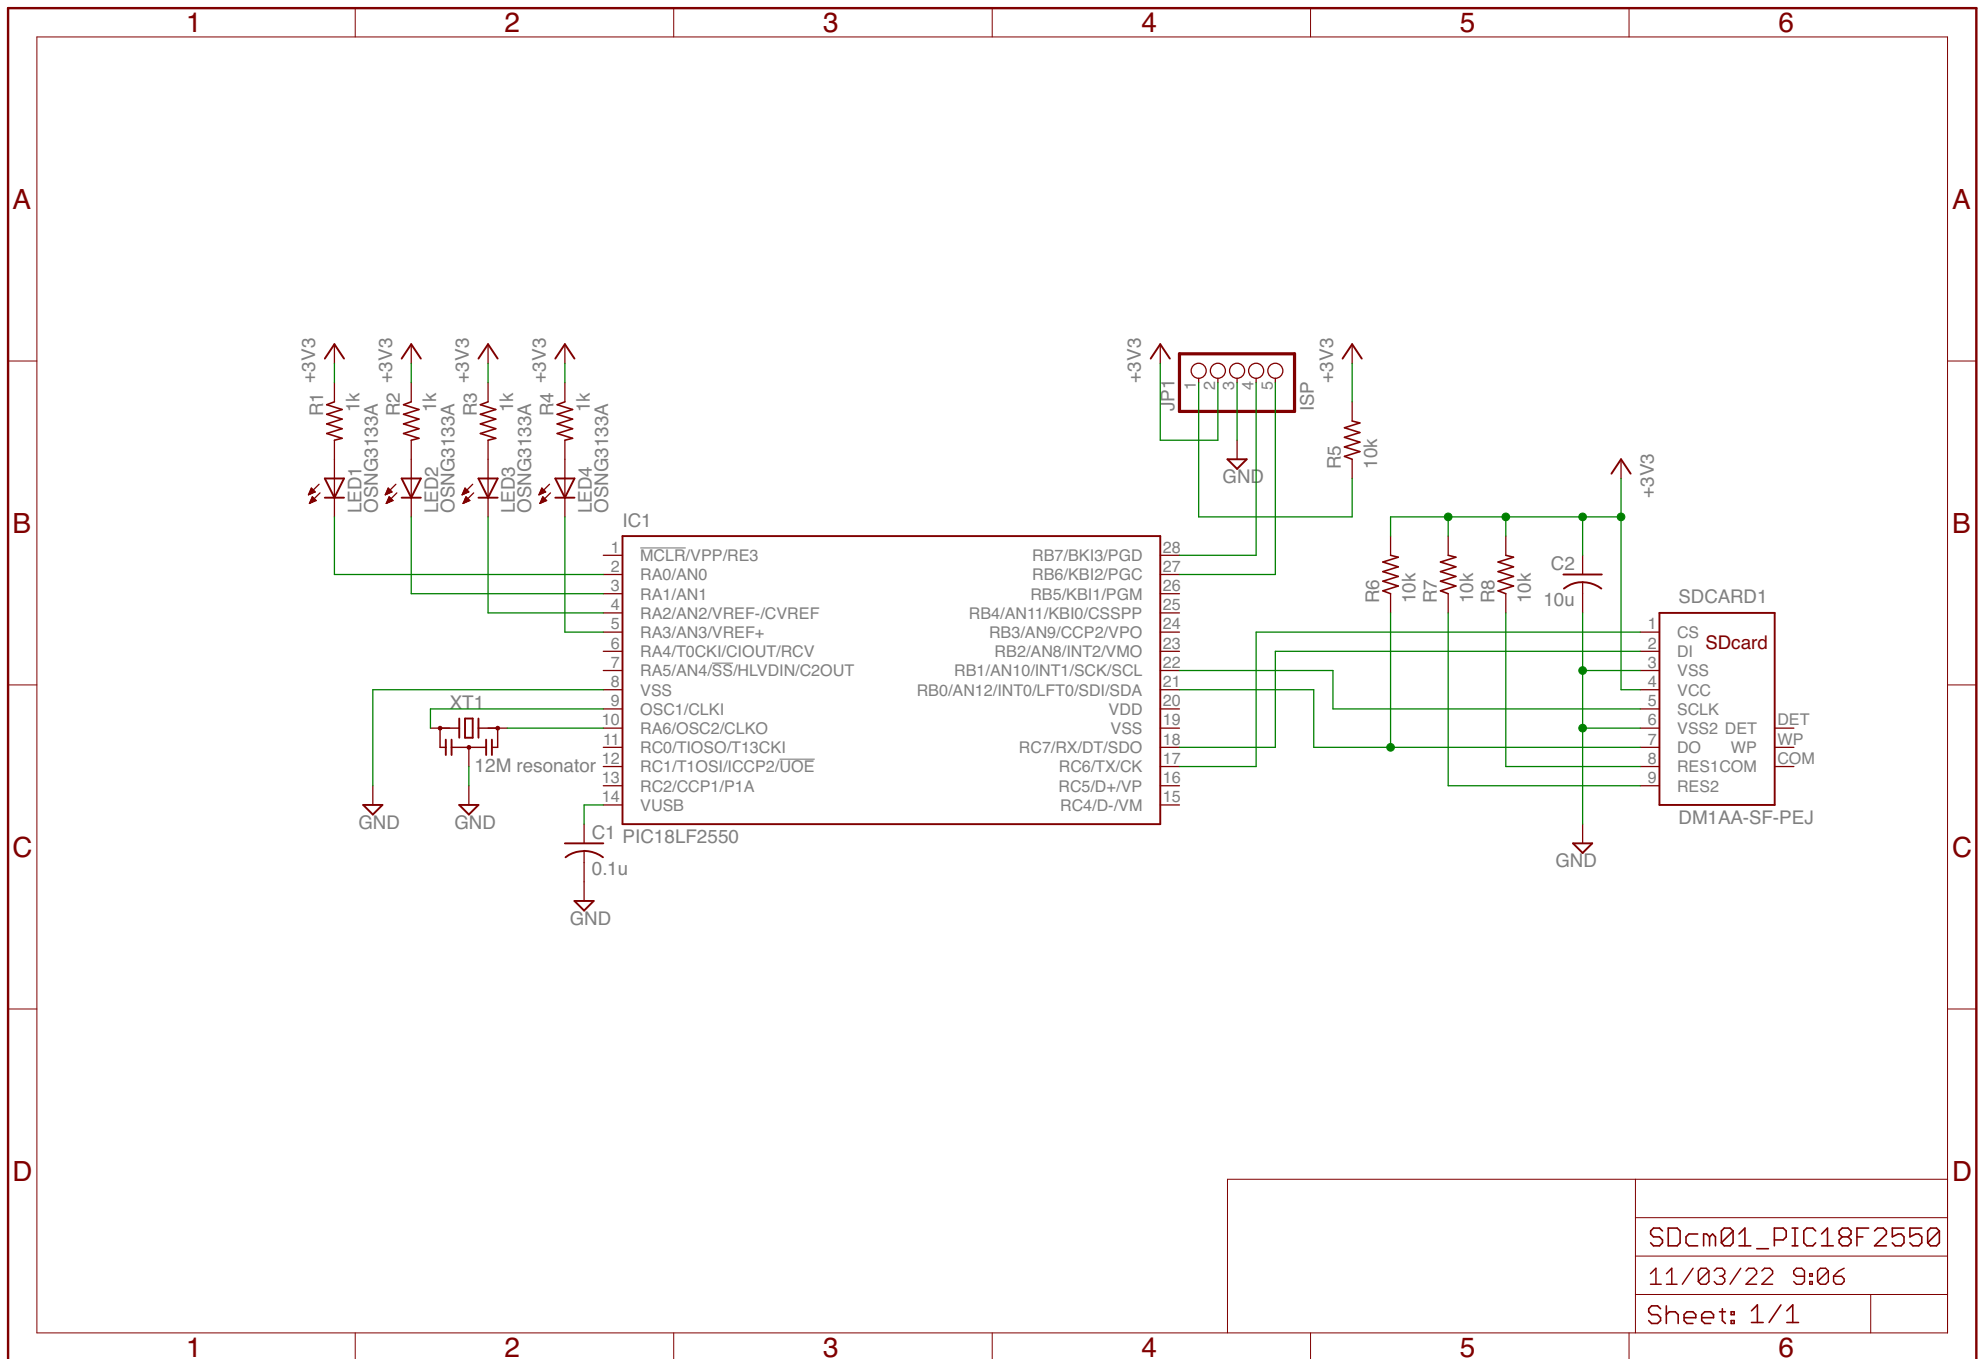 1 2 3 4 5 6
A A
+3V3 +3V3 +3V3 +3V3 +3V3 +3V3
R1 1k R2 1k R3 1k R4 1k
JP1 1 2 3 4 5 ISP
LED1 OSNG3133A LED2 OSNG3133A LED3 OSNG3133A LED4 OSNG3133A
R5 10k
GND
+3V3
B B
IC1
1 MCLR/VPP/RE3 RB7/BKI3/PGD 28
2 RA0/AN0 RB6/KBI2/PGC 27
3 RA1/AN1 RB5/KBI1/PGM 26
4 RA2/AN2/VREF-/CVREF RB4/AN11/KBI0/CSSPP 25
5 RA3/AN3/VREF+ RB3/AN9/CCP2/VPO 24
6 RA4/T0CKI/CIOUT/RCV RB2/AN8/INT2/VMO 23
7 RA5/AN4/SS/HLVDIN/C2OUT RB1/AN10/INT1/SCK/SCL 22
8 VSS RB0/AN12/INT0/LFT0/SDI/SDA 21
9 OSC1/CLKI VDD 20
10 RA6/OSC2/CLKO VSS 19
11 RC0/TIOSO/T13CKI RC7/RX/DT/SDO 18
12 RC1/T1OSI/ICCP2/UOE RC6/TX/CK 17
13 RC2/CCP1/P1A RC5/D+/VP 16
14 VUSB RC4/D-/VM 15
PIC18LF2550
XT1
12M resonator
GND GND
C1
0.1u
GND
R6 10k R7 10k R8 10k
C2
10u
SDCARD1
SDcard
1 CS
2 DI
3 VSS
4 VCC
5 SCLK
6 VSS2 DET DET
7 DO WP WP
8 RES1COM COM
9 RES2
DM1AA-SF-PEJ
GND
C C
D D
SDcm01_PIC18F2550
11/03/22 9:06
Sheet: 1/1
1 2 3 4 5 6